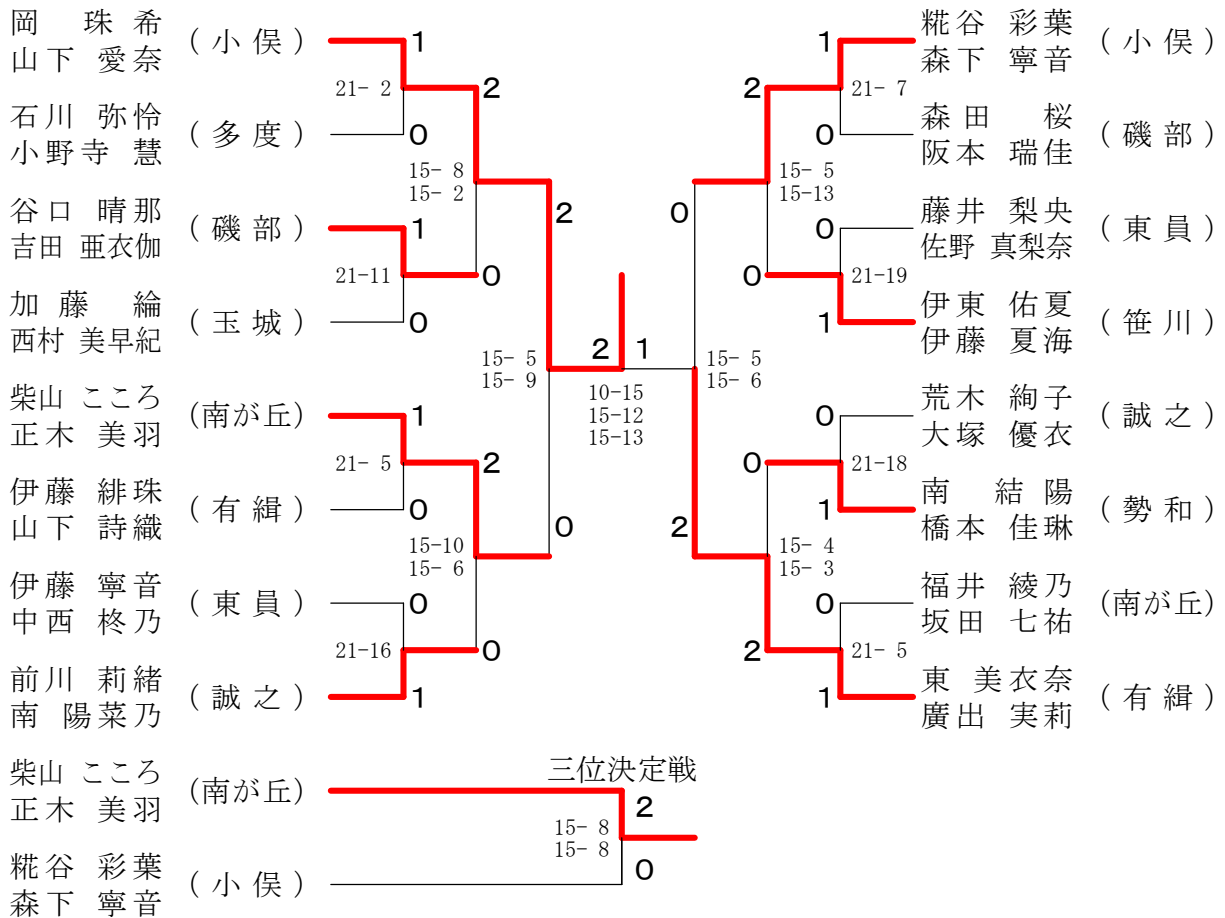 岡 珠希
山下 愛奈
(小俣)
1
21- 2
石川 弥怜
小野寺 慧
(多度)
0
2
15- 8
15- 2
谷口 晴那
吉田 亜衣伽
(磯部)
1
21-11
加藤 綸
西村 美早紀
(玉城)
0
0
2
15- 5
15- 9
柴山 こころ
正木 美羽
(南が丘)
1
21- 5
伊藤 緋珠
山下 詩織
(有緝)
0
2
15-10
15- 6
伊藤 寧音
中西 柊乃
(東員)
0
21-16
前川 莉緒
南 陽菜乃
(誠之)
1
0
0
2 1
10-15
15-12
15-13
糀谷 彩葉
森下 寧音
(小俣)
1
21- 7
森田 桜
阪本 瑞佳
(磯部)
0
2
15- 5
15-13
藤井 梨央
佐野 真梨奈
(東員)
0
21-19
伊東 佑夏
伊藤 夏海
(笹川)
1
0
0
15- 5
15- 6
荒木 絢子
大塚 優衣
(誠之)
0
21-18
南 結陽
橋本 佳琳
(勢和)
1
0
15- 4
15- 3
福井 綾乃
坂田 七祐
(南が丘)
0
21- 5
東 美衣奈
廣出 実莉
(有緝)
1
2
2
三位決定戦
柴山 こころ
正木 美羽
(南が丘)
2
15- 8
15- 8
糀谷 彩葉
森下 寧音
(小俣)
0